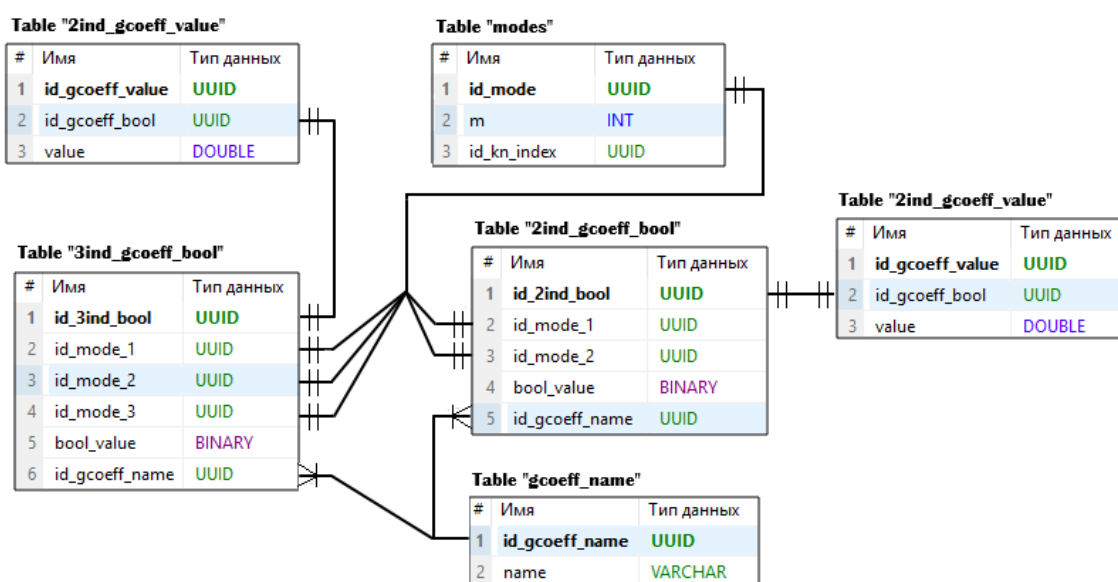 Table "2ind_gcoeff_value"
# Имя Тип данных
1 id_gcoeff_value UUID
2 id_gcoeff_bool UUID
3 value DOUBLE
Table "modes"
# Имя Тип данных
1 id_mode UUID
2 m INT
3 id_kn_index UUID
Table "2ind_gcoeff_value"
# Имя Тип данных
1 id_gcoeff_value UUID
2 id_gcoeff_bool UUID
3 value DOUBLE
Table "3ind_gcoeff_bool"
# Имя Тип данных
1 id_3ind_bool UUID
2 id_mode_1 UUID
3 id_mode_2 UUID
4 id_mode_3 UUID
5 bool_value BINARY
6 id_gcoeff_name UUID
Table "2ind_gcoeff_bool"
# Имя Тип данных
1 id_2ind_bool UUID
2 id_mode_1 UUID
3 id_mode_2 UUID
4 bool_value BINARY
5 id_gcoeff_name UUID
Table "gcoeff_name"
# Имя Тип данных
1 id_gcoeff_name UUID
2 name VARCHAR